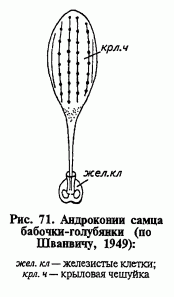 крл.ч
жел.кл
Рис. 71. Андроконии самца
бабочки-голубянки (по
Шванвичу, 1949):
жел. кл — железистые клетки;
крл. ч — крыловая чешуйка